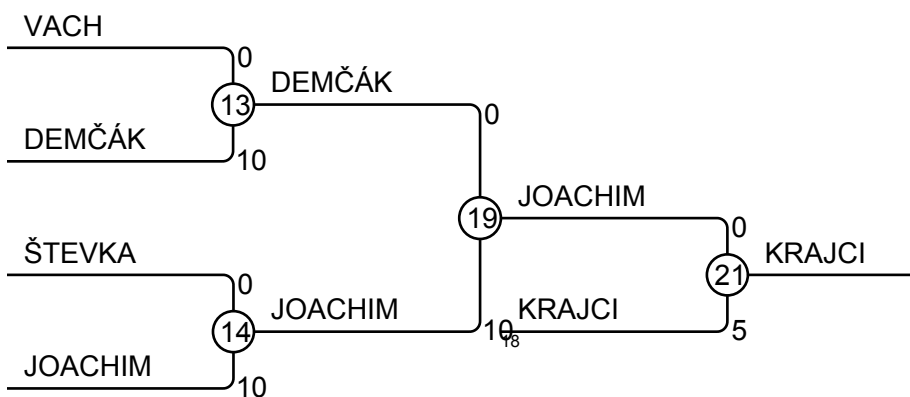 VACH
0
13
DEMČÁK
0
DEMČÁK
10
19
JOACHIM
0
ŠTEVKA
0
21
KRAJCI
14
JOACHIM
10
18
KRAJCI
5
JOACHIM
10